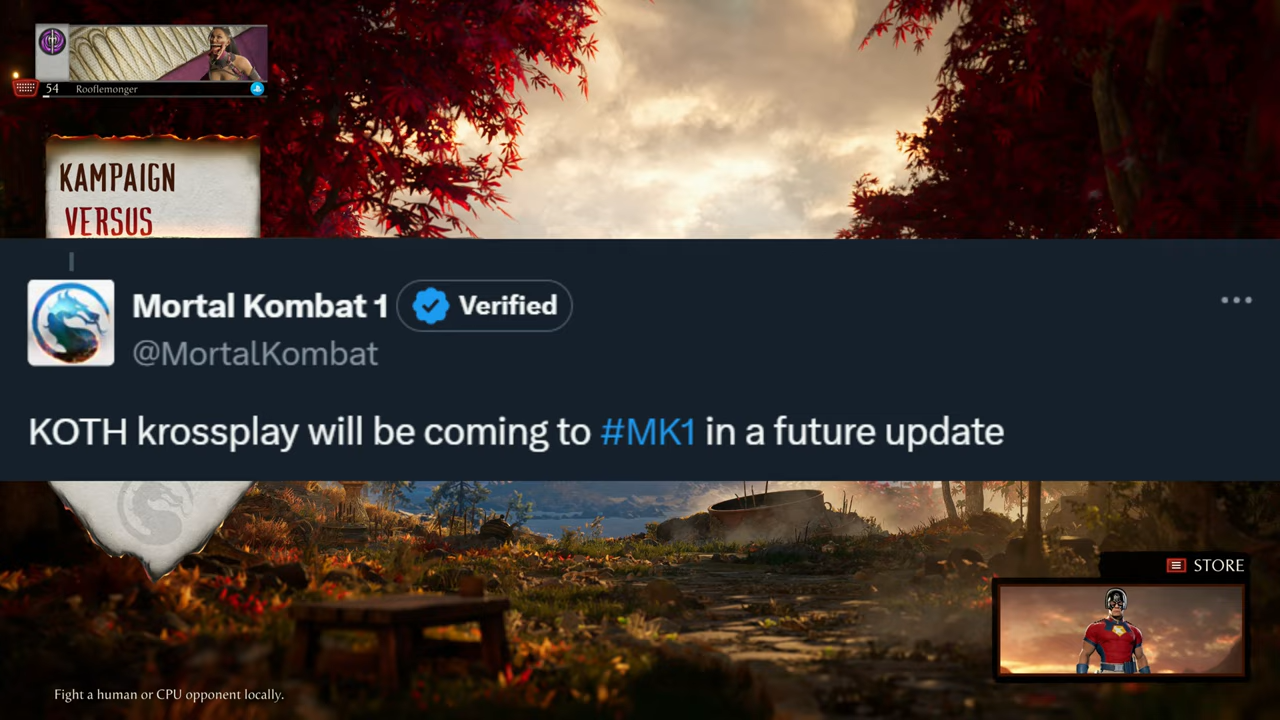 54 Rooflemonger
KAMPAIGN
VERSUS
Mortal Kombat 1 Verified
@MortalKombat
KOTH krossplay will be coming to #MK1 in a future update
STORE
Fight a human or CPU opponent locally.